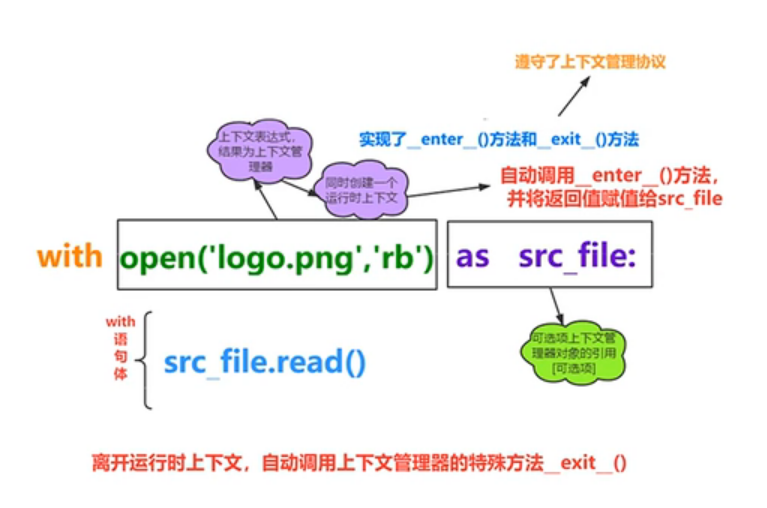 遵守了上下文管理协议
实现了__enter__()方法和__exit__()方法
上下文表达式，
结果为上下文管
理器
同时创建一个
运行时上下文
自动调用__enter__()方法，
并将返回值赋值给src_file
with open('logo.png','rb') as src_file:
with
语
句
体
src_file.read()
可选项上下文管
理器对象的引用
[可选项]
离开运行时上下文，自动调用上下文管理器的特殊方法__exit__()